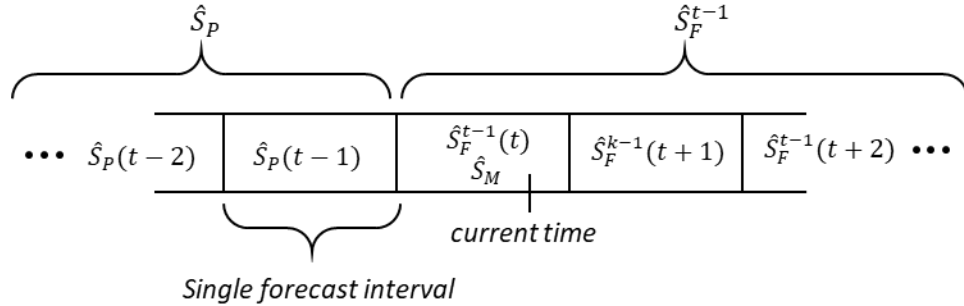 Ŝ_P Ŝ_F^{t−1}
••• Ŝ_P(t − 2) Ŝ_P(t − 1) Ŝ_F^{t−1}(t) Ŝ_F^{k−1}(t + 1) Ŝ_F^{t−1}(t + 2) •••
Ŝ_M
current time
Single forecast interval